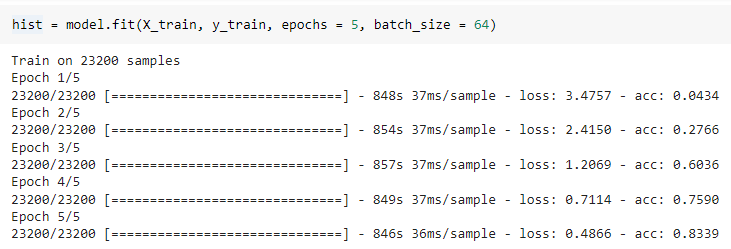 hist = model.fit(X_train, y_train, epochs = 5, batch_size = 64)
Train on 23200 samples
Epoch 1/5
23200/23200 [==============================] - 848s 37ms/sample - loss: 3.4757 - acc: 0.0434
Epoch 2/5
23200/23200 [==============================] - 854s 37ms/sample - loss: 2.4150 - acc: 0.2766
Epoch 3/5
23200/23200 [==============================] - 857s 37ms/sample - loss: 1.2069 - acc: 0.6036
Epoch 4/5
23200/23200 [==============================] - 849s 37ms/sample - loss: 0.7114 - acc: 0.7590
Epoch 5/5
23200/23200 [==============================] - 846s 36ms/sample - loss: 0.4866 - acc: 0.8339